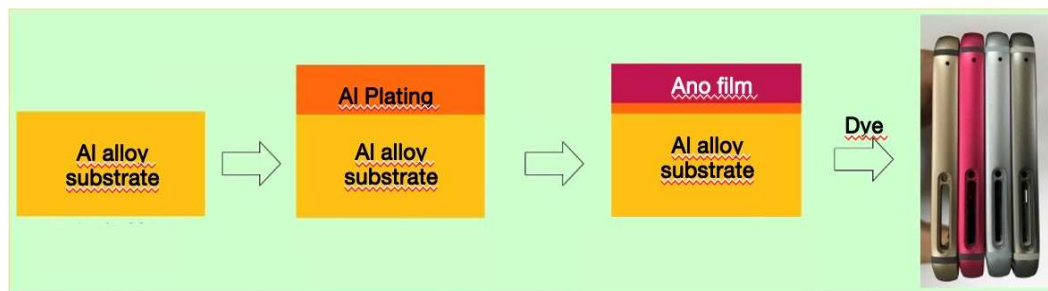 Al alloy
substrate
Al Plating
Al alloy
substrate
Ano film
Al alloy
substrate
Dye